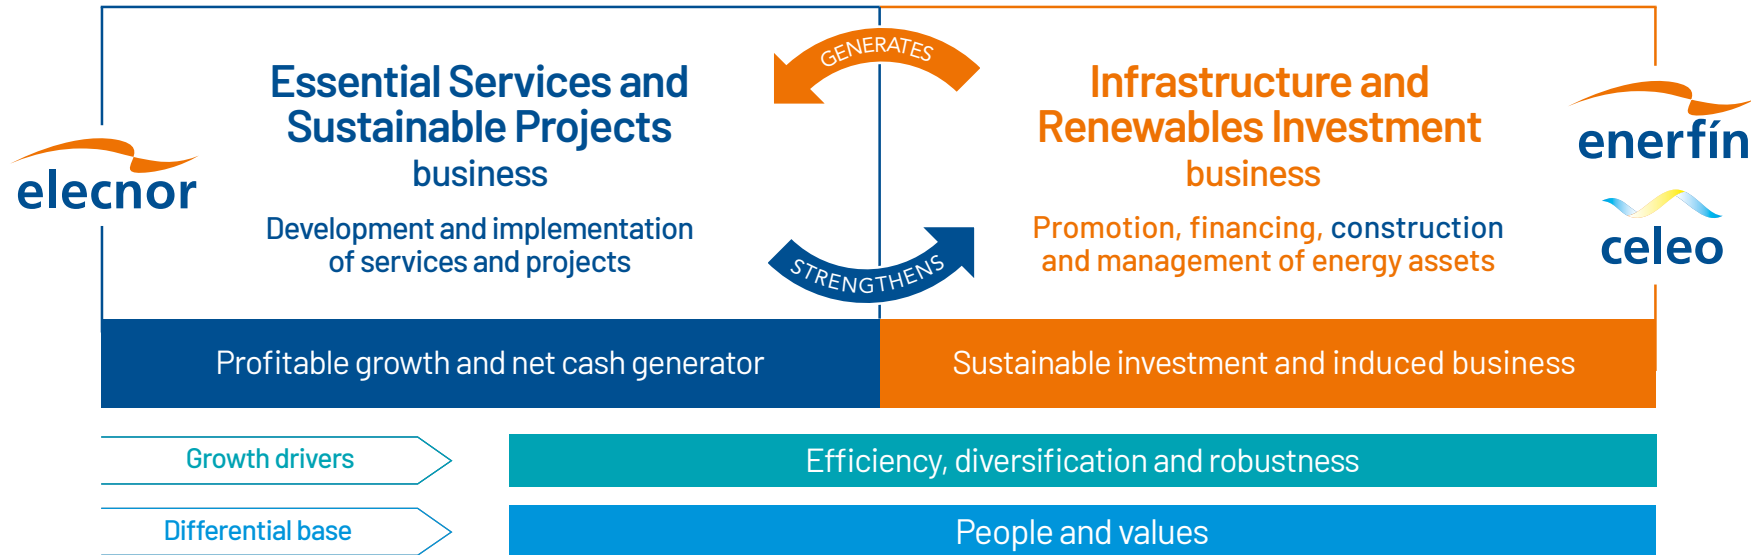 elecnor
Essential Services and
Sustainable Projects
business
Development and implementation
of services and projects
GENERATES
STRENGTHENS
Infrastructure and
Renewables Investment
business
Promotion, financing, construction
and management of energy assets
enerfín
celeo
Profitable growth and net cash generator
Sustainable investment and induced business
Growth drivers
Efficiency, diversification and robustness
Differential base
People and values